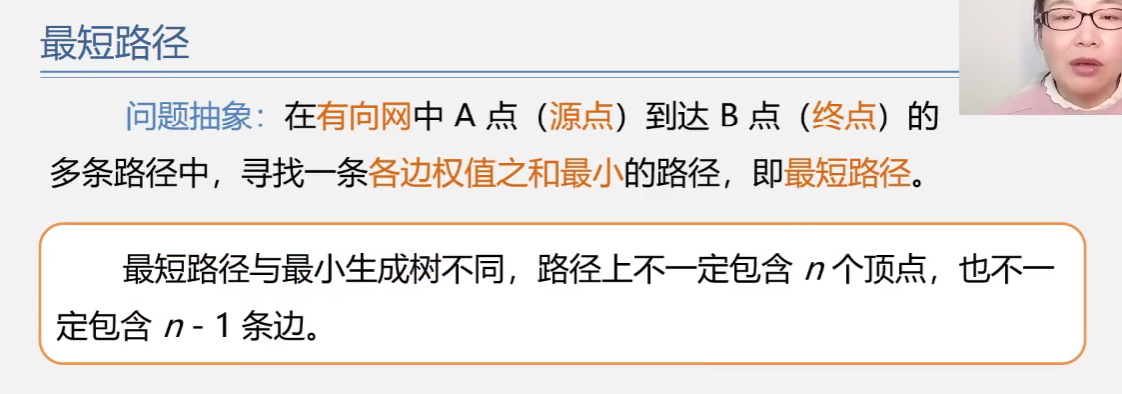 最短路径
问题抽象：在有向网中 A 点（源点）到达 B 点（终点）的
多条路径中，寻找一条各边权值之和最小的路径，即最短路径。
最短路径与最小生成树不同，路径上不一定包含 n 个顶点，也不一
定包含 n - 1 条边。